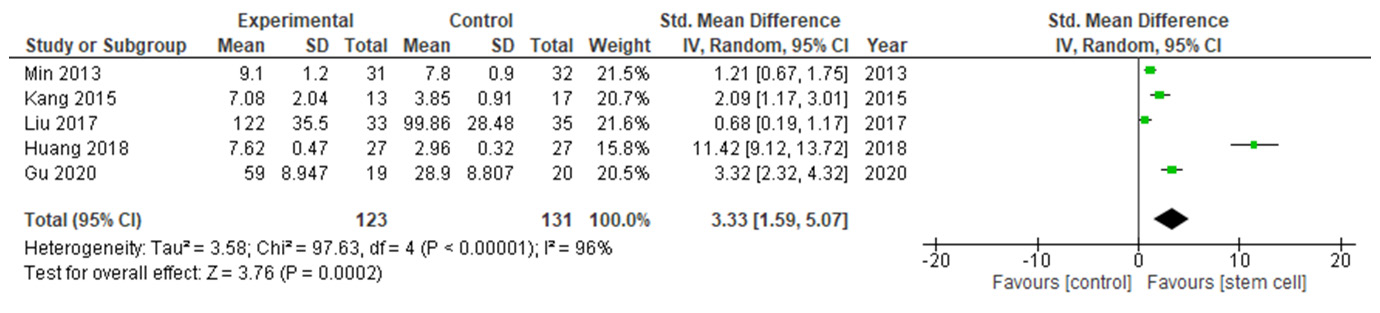 Experimental Control Std. Mean Difference Std. Mean Difference
Study or Subgroup Mean SD Total Mean SD Total Weight IV, Random, 95% CI Year IV, Random, 95% CI
Min 2013 9.1 1.2 31 7.8 0.9 32 21.5% 1.21 [0.67, 1.75] 2013
Kang 2015 7.08 2.04 13 3.85 0.91 17 20.7% 2.09 [1.17, 3.01] 2015
Liu 2017 122 35.5 33 99.86 28.48 35 21.6% 0.68 [0.19, 1.17] 2017
Huang 2018 7.62 0.47 27 2.96 0.32 27 15.8% 11.42 [9.12, 13.72] 2018
Gu 2020 59 8.947 19 28.9 8.807 20 20.5% 3.32 [2.32, 4.32] 2020
Total (95% CI) 123 131 100.0% 3.33 [1.59, 5.07]
Heterogeneity: Tau² = 3.58; Chi² = 97.63, df = 4 (P < 0.00001); I² = 96%
Test for overall effect: Z = 3.76 (P = 0.0002)
-20 -10 0 10 20
Favours [control] Favours [stem cell]